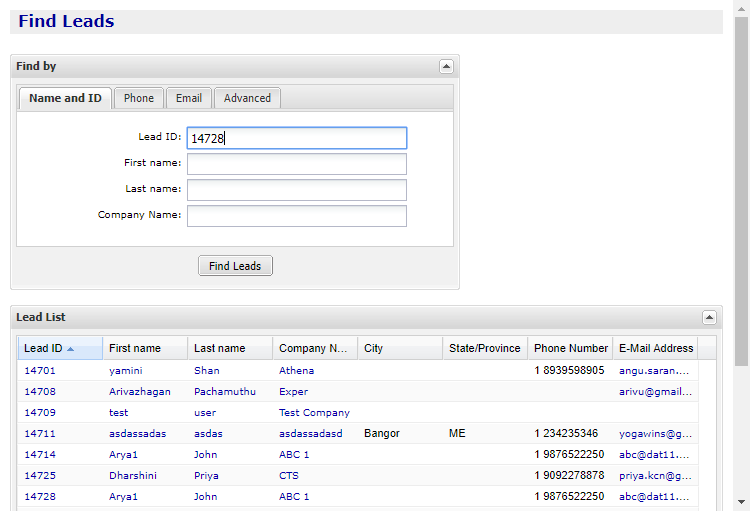 Find Leads
Find by
Name and ID Phone Email Advanced
Lead ID: 14728
First name:
Last name:
Company Name:
Find Leads
Lead List
Lead ID First name Last name Company N... City State/Province Phone Number E-Mail Address
14701 yamini Shan Athena 1 8939598905 angu.saran....
14708 Arivazhagan Pachamuthu Exper arivu@gmail...
14709 test user Test Company
14711 asdassadas asdas asdassadasd Bangor ME 1 234235346 yogawins@g...
14714 Arya1 John ABC 1 1 9876522250 abc@dat11....
14725 Dharshini Priya CTS 1 9092278878 priya.kcn@g...
14728 Arya1 John ABC 1 1 9876522250 abc@dat11....